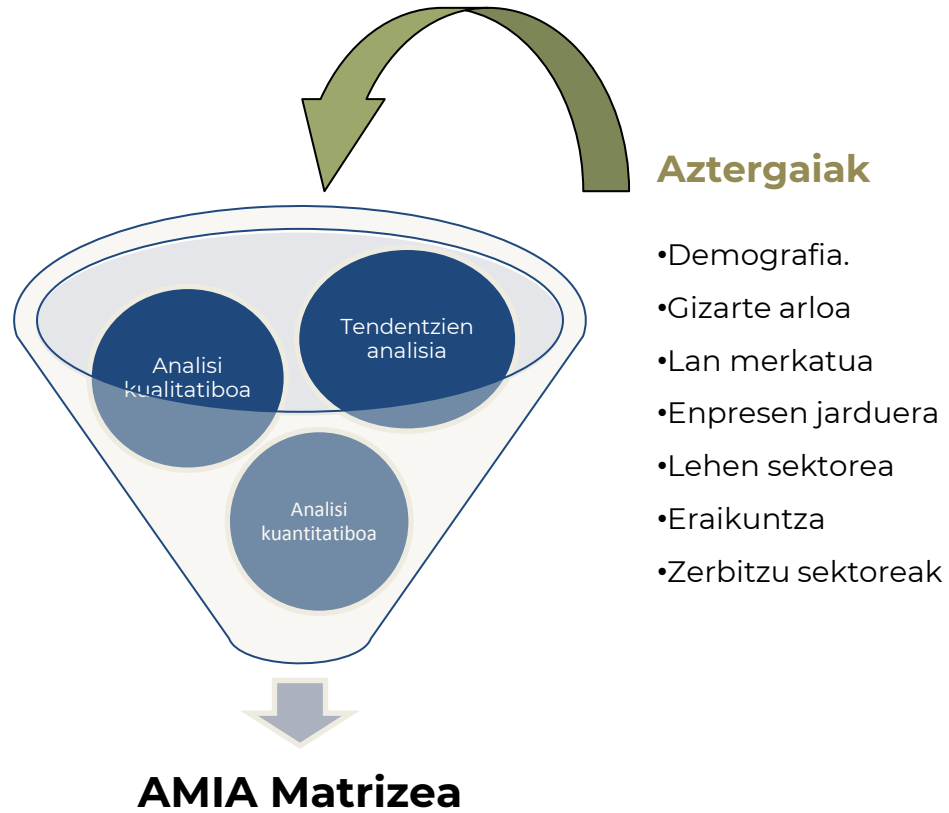 Aztergaiak
•Demografia.
•Gizarte arloa
•Lan merkatua
•Enpresen jarduera
•Lehen sektorea
•Eraikuntza
•Zerbitzu sektoreak
Tendentzien
analisia
Analisi
kualitatiboa
Analisi
kuantitatiboa
AMIA Matrizea